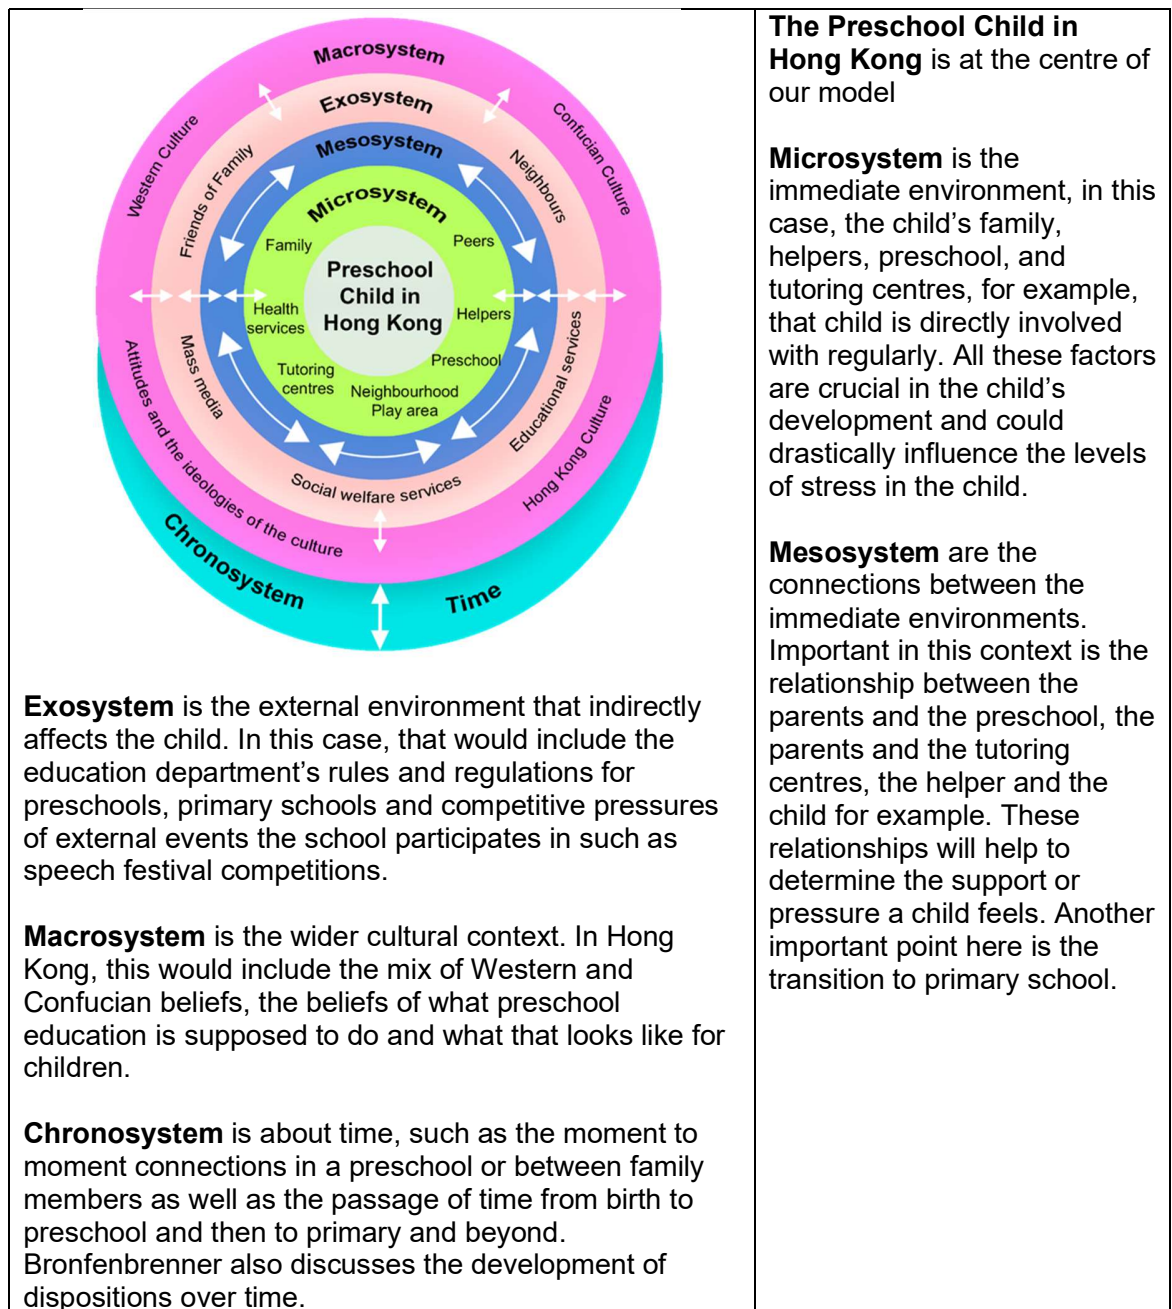 Macrosystem
Exosystem
Mesosystem
Microsystem
Western Culture
Confucian Culture
Friends of Family
Neighbours
Family
Peers
Preschool
Child in
Hong Kong
Health
services
Helpers
Tutoring
centres
Preschool
Neighbourhood
Play area
Mass media
Educational services
Social welfare services
Attitudes and the ideologies of the culture
Hong Kong Culture
Chronosystem
Time
Exosystem is the external environment that indirectly
affects the child. In this case, that would include the
education department's rules and regulations for
preschools, primary schools and competitive pressures
of external events the school participates in such as
speech festival competitions.
Macrosystem is the wider cultural context. In Hong
Kong, this would include the mix of Western and
Confucian beliefs, the beliefs of what preschool
education is supposed to do and what that looks like for
children.
Chronosystem is about time, such as the moment to
moment connections in a preschool or between family
members as well as the passage of time from birth to
preschool and then to primary and beyond.
Bronfenbrenner also discusses the development of
dispositions over time.
The Preschool Child in
Hong Kong is at the centre of
our model
Microsystem is the
immediate environment, in this
case, the child's family,
helpers, preschool, and
tutoring centres, for example,
that child is directly involved
with regularly. All these factors
are crucial in the child's
development and could
drastically influence the levels
of stress in the child.
Mesosystem are the
connections between the
immediate environments.
Important in this context is the
relationship between the
parents and the preschool, the
parents and the tutoring
centres, the helper and the
child for example. These
relationships will help to
determine the support or
pressure a child feels. Another
important point here is the
transition to primary school.